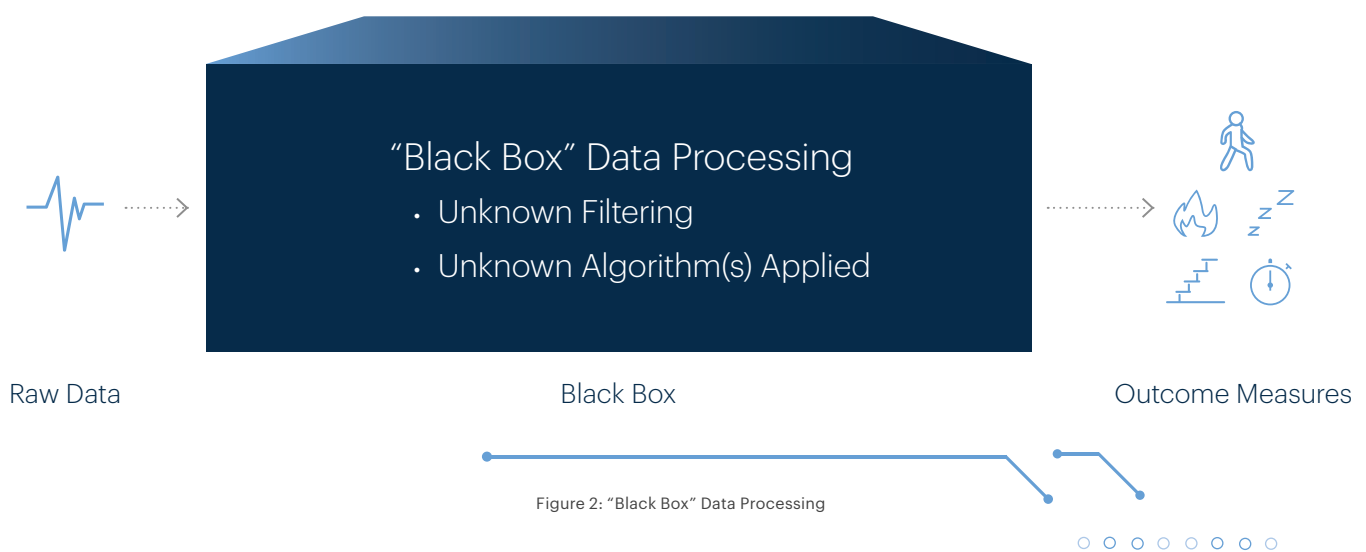 “Black Box” Data Processing
• Unknown Filtering
• Unknown Algorithm(s) Applied
Raw Data
Black Box
Outcome Measures
Figure 2: “Black Box” Data Processing